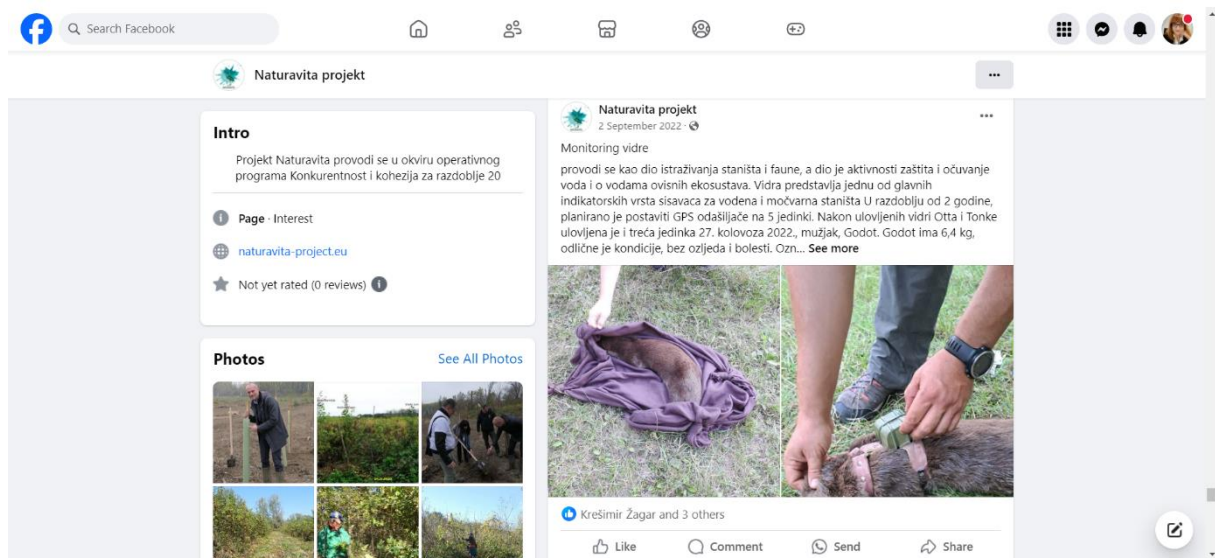 Search Facebook
Naturavita projekt
Intro
Projekt Naturavita provodi se u okviru operativnog
programa Konkurentnost i kohezija za razdoblje 20
Page · Interest
naturavita-project.eu
Not yet rated (0 reviews)
Photos
See All Photos
Naturavita projekt
2 September 2022 ·
Monitoring vidre
provodi se kao dio istraživanja staništa i faune, a dio je aktivnosti zaštita i očuvanje
voda i o vodama ovisnih ekosustava. Vidra predstavlja jednu od glavnih
indikatorskih vrsta sisavaca za vodena i močvarna staništa U razdoblju od 2 godine,
planirano je postaviti GPS odašiljače na 5 jedinki. Nakon ulovljenih vidri Otta i Tonke
ulovljena je i treća jedinka 27. kolovoza 2022., mužjak, Godot. Godot ima 6,4 kg,
odlične je kondicije, bez ozljeda i bolesti. Ozn... See more
Krešimir Žagar and 3 others
Like
Comment
Send
Share